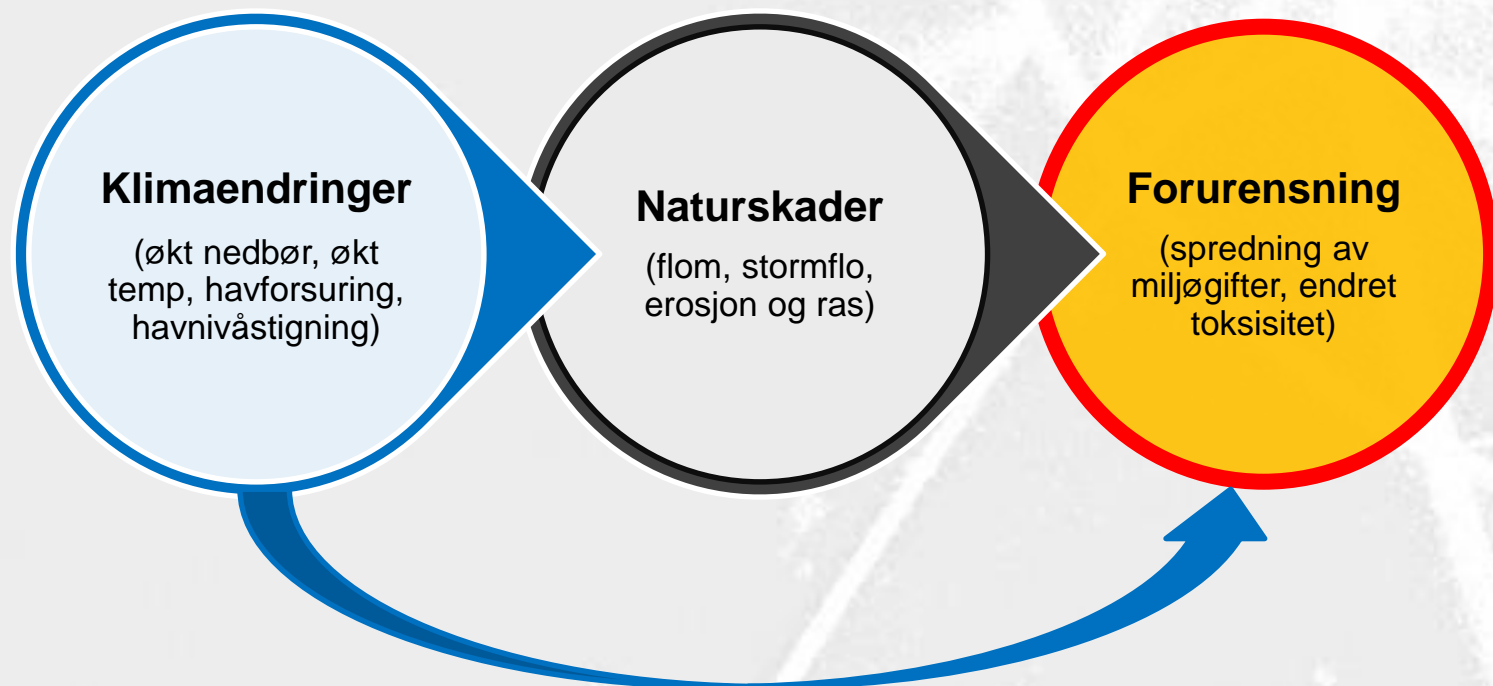 Klimaendringer
(økt nedbør, økt
temp, havforsuring,
havnivåstigning)
Naturskader
(flom, stormflo,
erosjon og ras)
Forurensning
(spredning av
miljøgifter, endret
toksisitet)